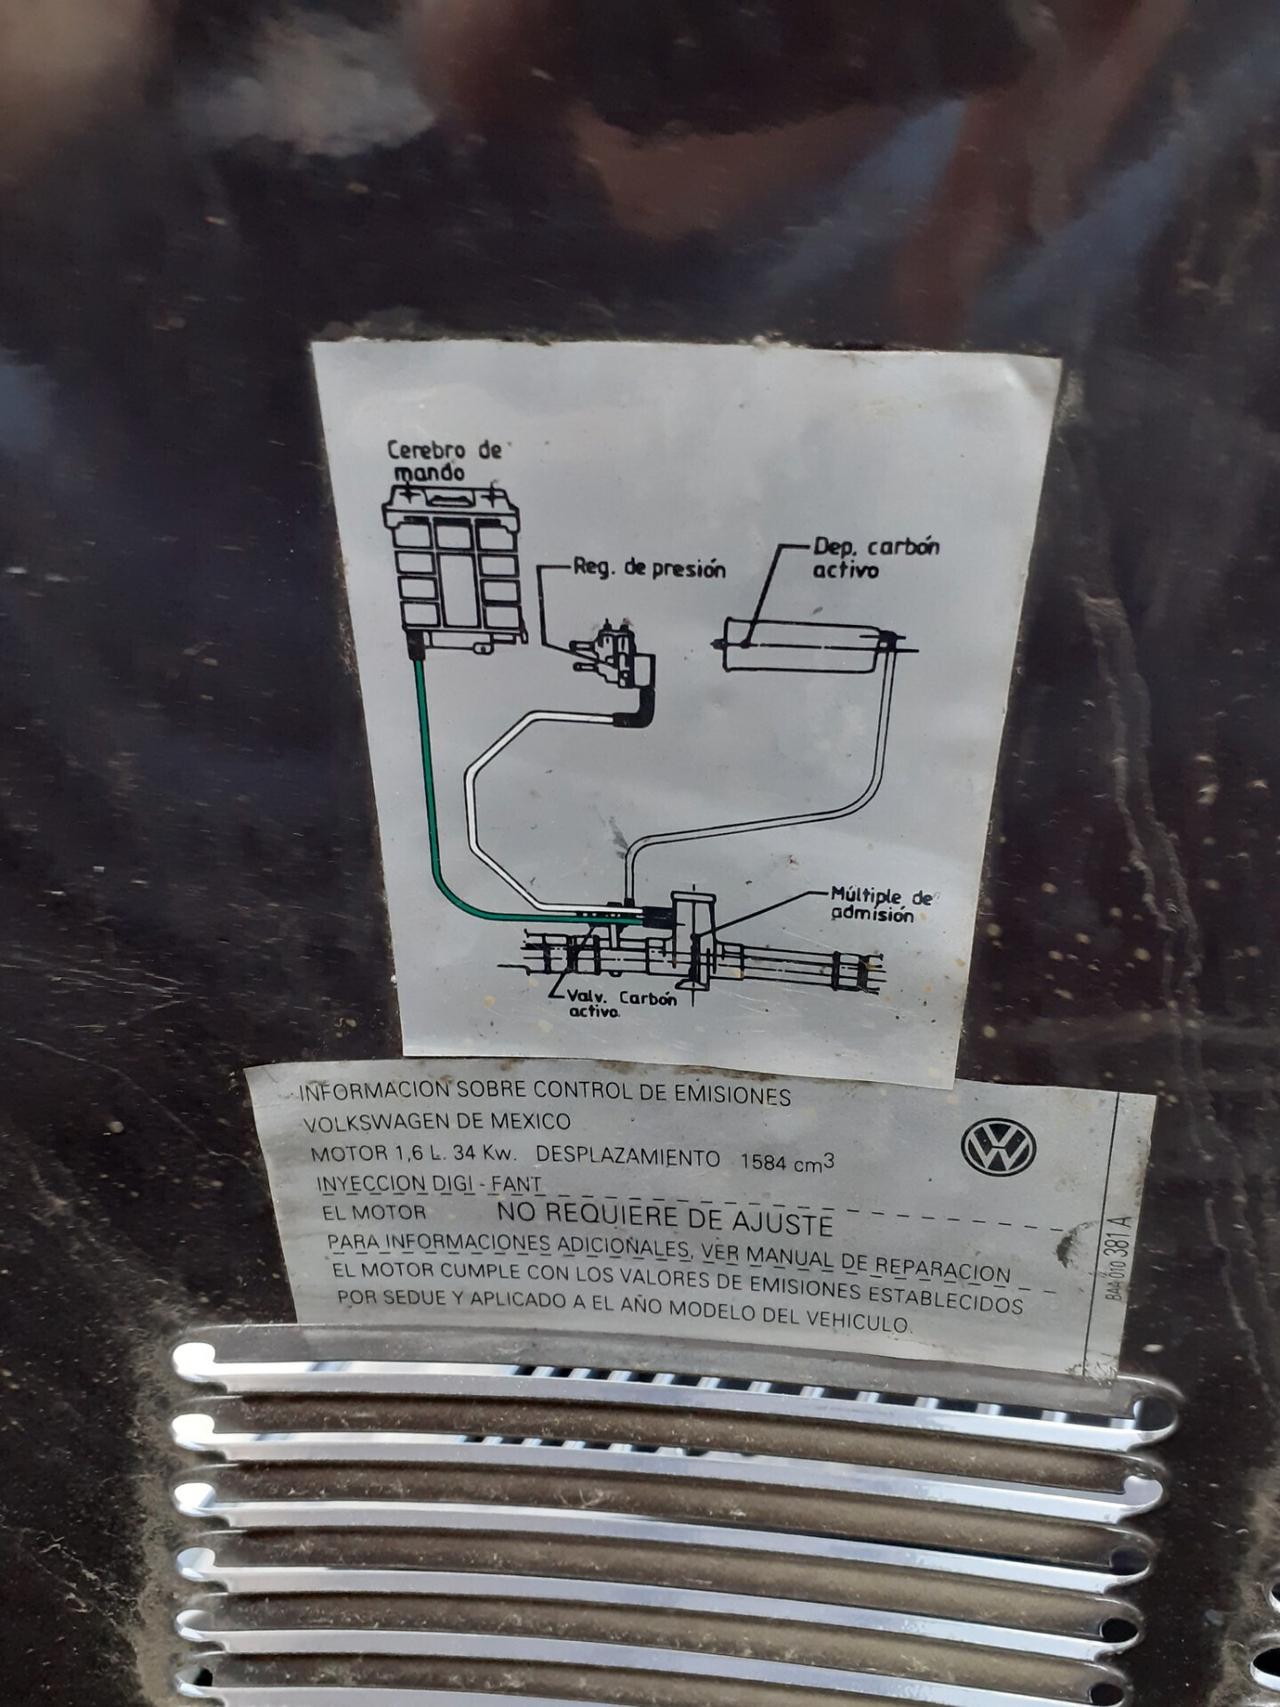 Cerebro de
mando
Reg. de presión
Dep. carbón
activo
Múltiple de
admisión
Valv. Carbón
activo.
INFORMACION SOBRE CONTROL DE EMISIONES
VOLKSWAGEN DE MEXICO
MOTOR 1,6 L. 34 Kw. DESPLAZAMIENTO 1584 cm³
INYECCION DIGI - FANT
EL MOTOR NO REQUIERE DE AJUSTE
PARA INFORMACIONES ADICIONALES, VER MANUAL DE REPARACION
EL MOTOR CUMPLE CON LOS VALORES DE EMISIONES ESTABLECIDOS
POR SEDUE Y APLICADO A EL AÑO MODELO DEL VEHICULO.
VW
BAA 010 381 A